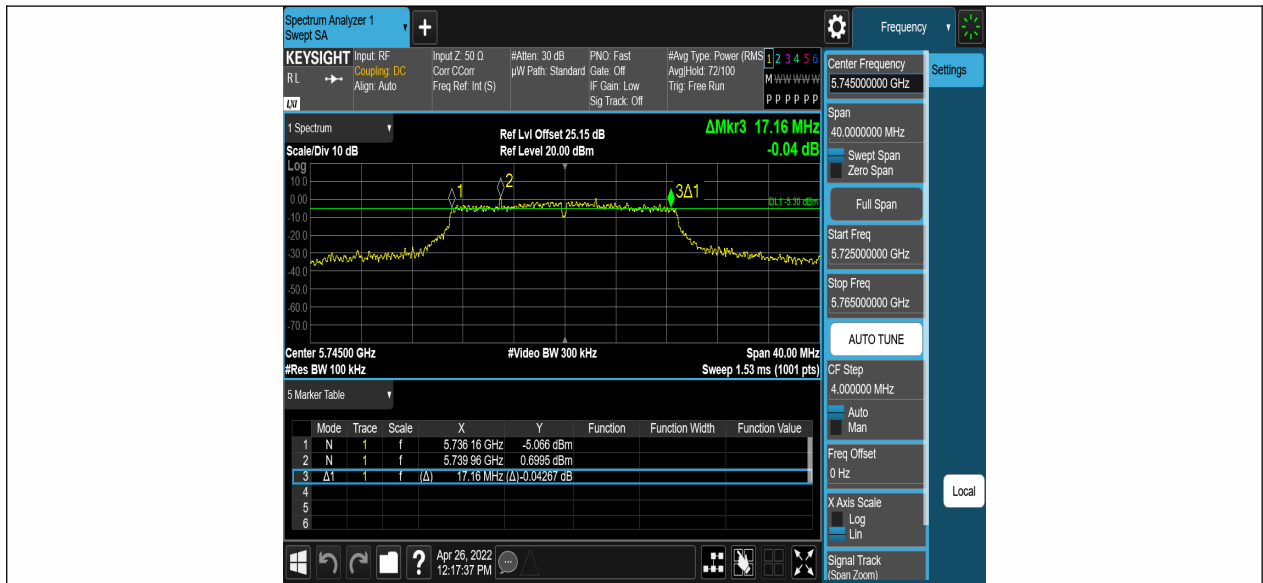 Spectrum Analyzer 1
Swept SA
+
Frequency
KEYSIGHT
RL
LXI
Input: RF
Coupling: DC
Align: Auto
Input Z: 50 Ω
Corr CCorr
Freq Ref: Int (S)
#Atten: 30 dB
µW Path: Standard
PNO: Fast
Gate: Off
IF Gain: Low
Sig Track: Off
#Avg Type: Power (RMS
Avg|Hold: 72/100
Trig: Free Run
1 2 3 4 5 6
M W W W W W
P P P P P P
1 Spectrum
Ref Lvl Offset 25.15 dB
ΔMkr3 17.16 MHz
Scale/Div 10 dB
Ref Level 20.00 dBm
-0.04 dB
Log
10.0
0.00
-10.0
-20.0
-30.0
-40.0
-50.0
-60.0
-70.0
1
2
3Δ1
DL1 -5.30 dBm
Center 5.74500 GHz
#Video BW 300 kHz
Span 40.00 MHz
#Res BW 100 kHz
Sweep 1.53 ms (1001 pts)
5 Marker Table
Mode Trace Scale X Y Function Function Width Function Value
1 N 1 f 5.736 16 GHz -5.066 dBm
2 N 1 f 5.739 96 GHz 0.6995 dBm
3 Δ1 1 f (Δ) 17.16 MHz (Δ) -0.04267 dB
4
5
6
Apr 26, 2022
12:17:37 PM
Center Frequency
5.745000000 GHz
Settings
Span
40.0000000 MHz
Swept Span
Zero Span
Full Span
Start Freq
5.725000000 GHz
Stop Freq
5.765000000 GHz
AUTO TUNE
CF Step
4.000000 MHz
Auto
Man
Freq Offset
0 Hz
X Axis Scale
Log
Lin
Local
Signal Track
(Span Zoom)